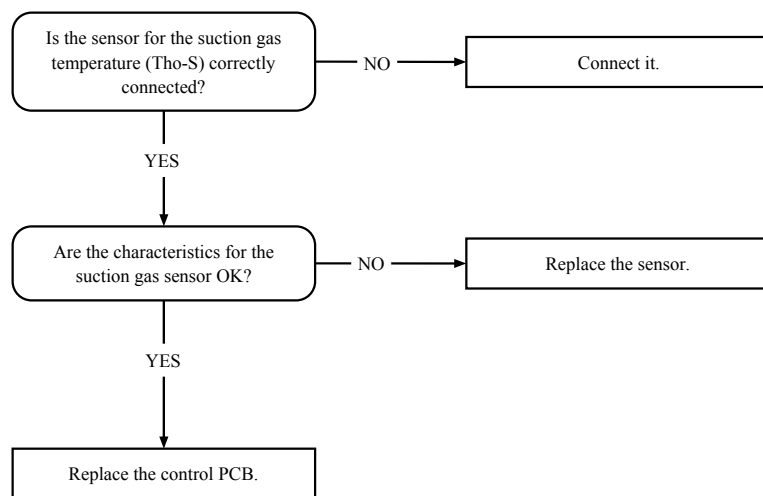 Is the sensor for the suction gas
temperature (Tho-S) correctly
connected?
NO
Connect it.
YES
Are the characteristics for the
suction gas sensor OK?
NO
Replace the sensor.
YES
Replace the control PCB.